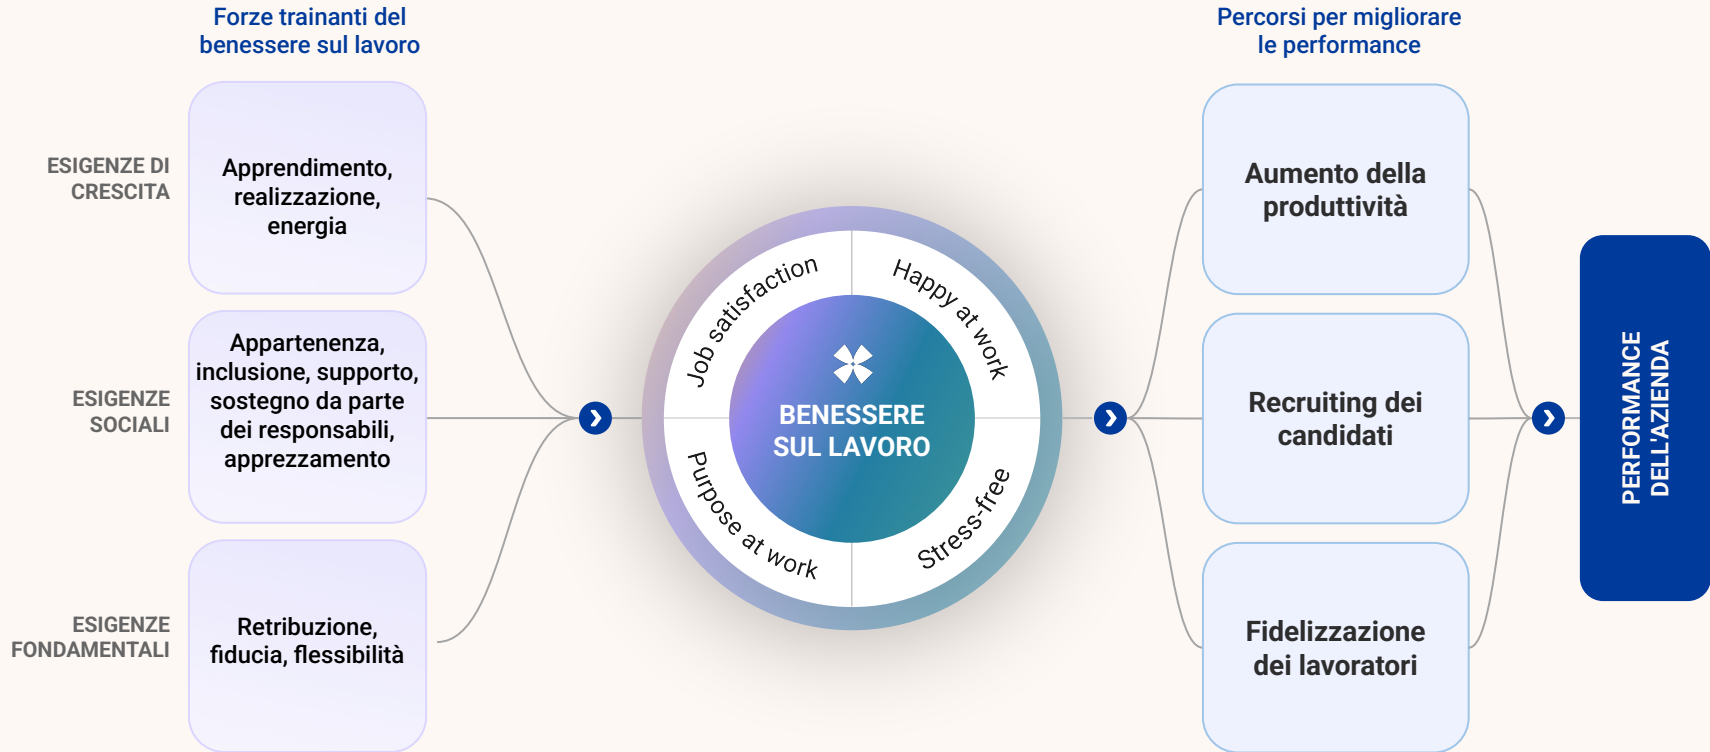 Forze trainanti del
benessere sul lavoro
ESIGENZE DI
CRESCITA
Apprendimento,
realizzazione,
energia
ESIGENZE
SOCIALI
Appartenenza,
inclusione, supporto,
sostegno da parte
dei responsabili,
apprezzamento
ESIGENZE
FONDAMENTALI
Retribuzione,
fiducia, flessibilità
Job satisfaction
Happy at work
Purpose at work
Stress-free
BENESSERE
SUL LAVORO
Percorsi per migliorare
le performance
Aumento della
produttività
Recruiting dei
candidati
Fidelizzazione
dei lavoratori
PERFORMANCE
DELL'AZIENDA